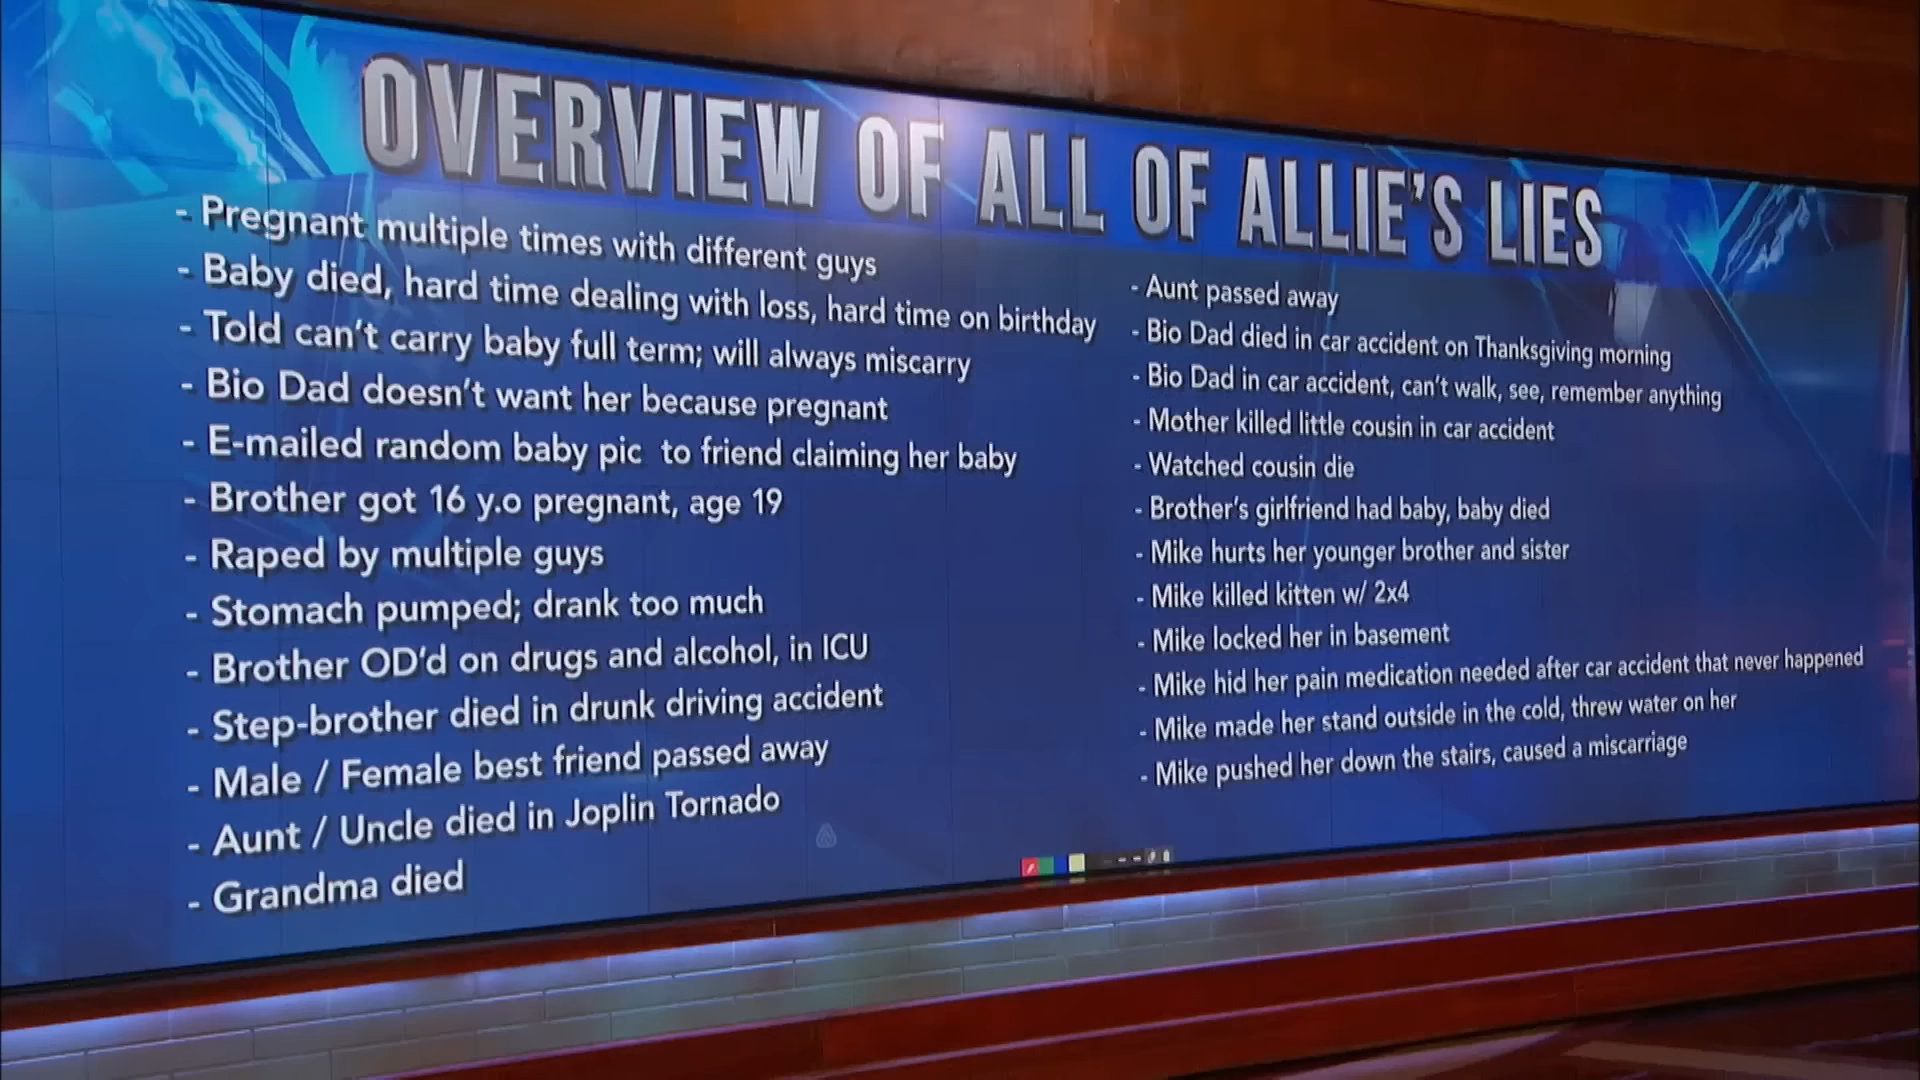 OVERVIEW OF ALL OF ALLIE'S LIES
- Pregnant multiple times with different guys
- Baby died, hard time dealing with loss, hard time on birthday
- Told can't carry baby full term; will always miscarry
- Bio Dad doesn't want her because pregnant
- E-mailed random baby pic to friend claiming her baby
- Brother got 16 y.o pregnant, age 19
- Raped by multiple guys
- Stomach pumped; drank too much
- Brother OD'd on drugs and alcohol, in ICU
- Step-brother died in drunk driving accident
- Male / Female best friend passed away
- Aunt / Uncle died in Joplin Tornado
- Grandma died
- Aunt passed away
- Bio Dad died in car accident on Thanksgiving morning
- Bio Dad in car accident, can't walk, see, remember anything
- Mother killed little cousin in car accident
- Watched cousin die
- Brother's girlfriend had baby, baby died
- Mike hurts her younger brother and sister
- Mike killed kitten w/ 2x4
- Mike locked her in basement
- Mike hid her pain medication needed after car accident that never happened
- Mike made her stand outside in the cold, threw water on her
- Mike pushed her down the stairs, caused a miscarriage